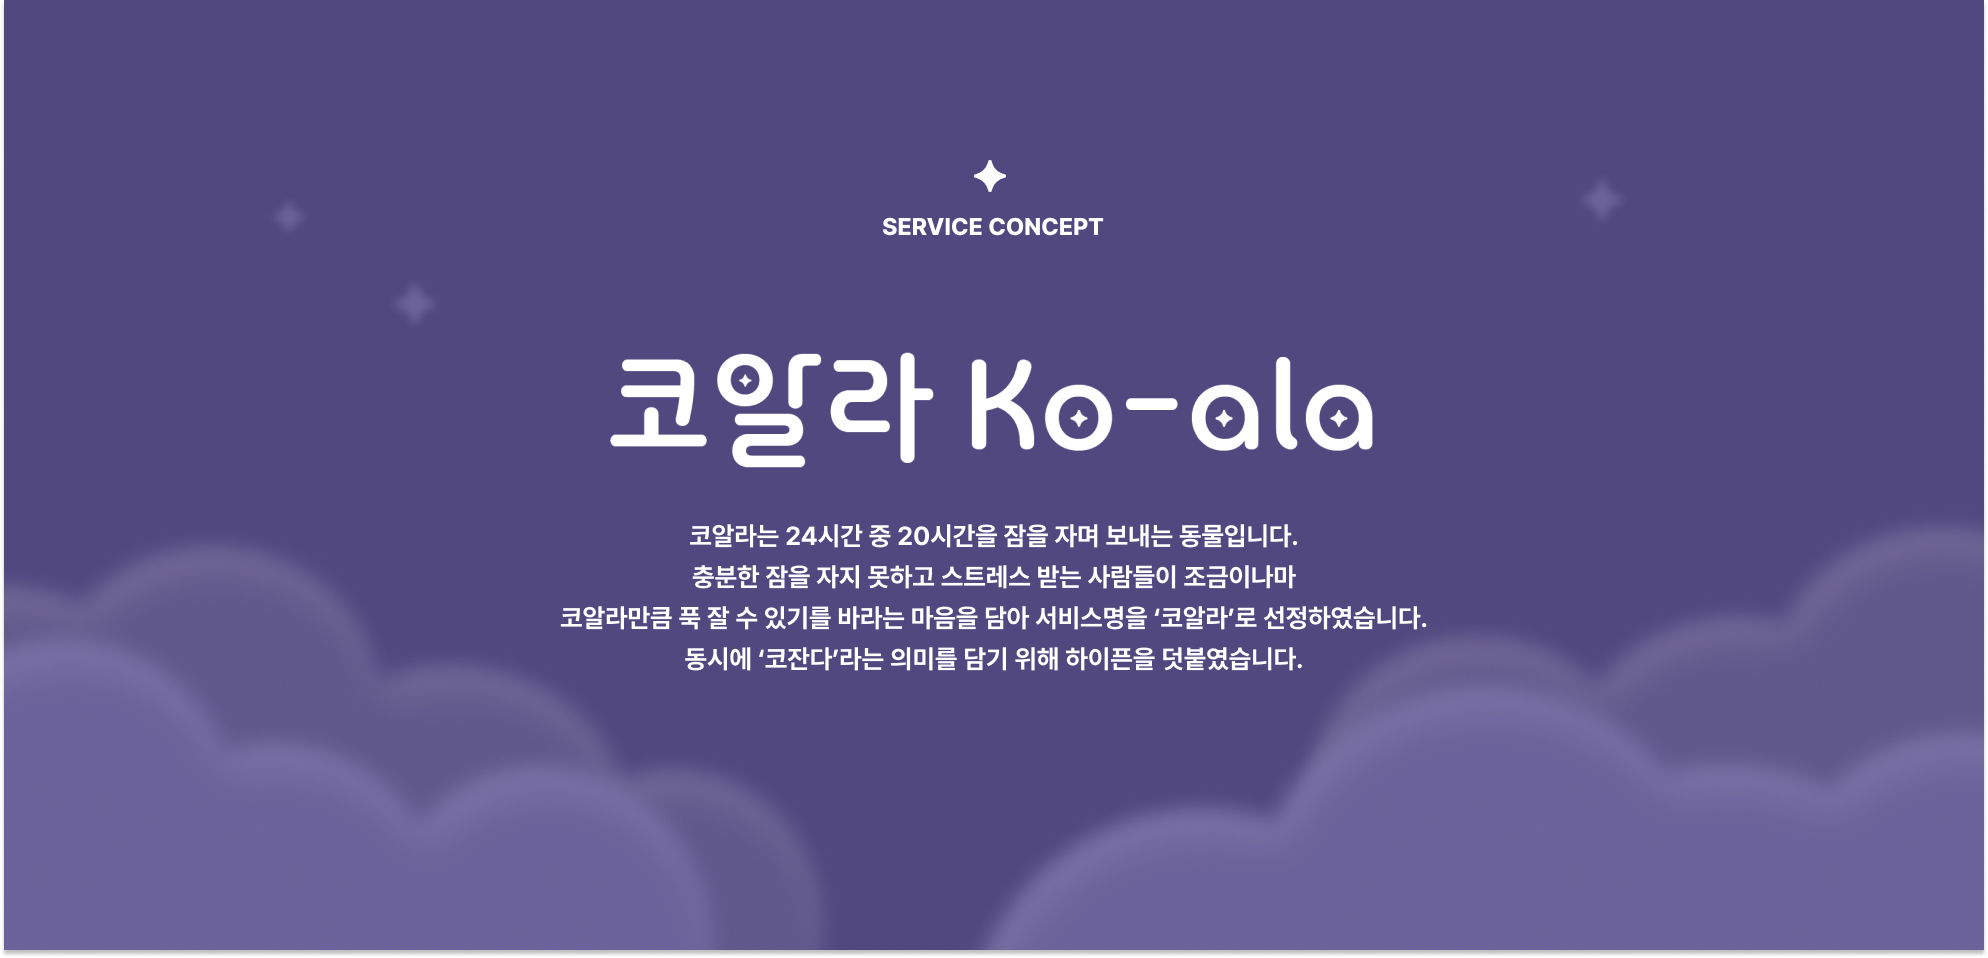 SERVICE CONCEPT
코알라 Ko-ala
코알라는 24시간 중 20시간을 잠을 자며 보내는 동물입니다.
충분한 잠을 자지 못하고 스트레스 받는 사람들이 조금이나마
코알라만큼 푹 잘 수 있기를 바라는 마음을 담아 서비스명을 ‘코알라’로 선정하였습니다.
동시에 ‘코잔다’라는 의미를 담기 위해 하이픈을 덧붙였습니다.